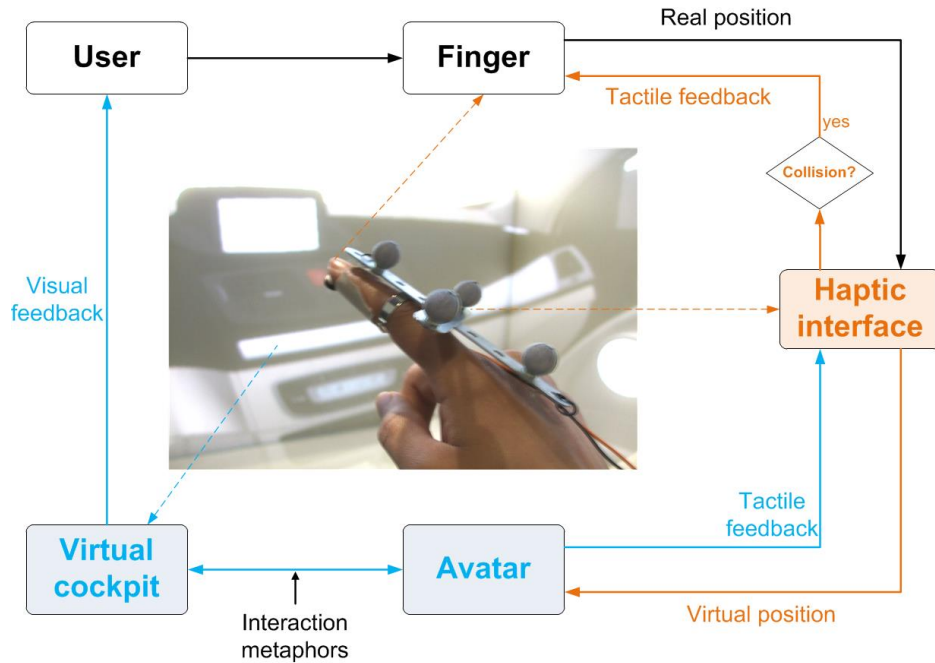 Real position
User
Finger
Tactile feedback
yes
Collision?
Visual
feedback
Haptic
interface
Tactile
feedback
Virtual
cockpit
Avatar
Interaction
metaphors
Virtual position